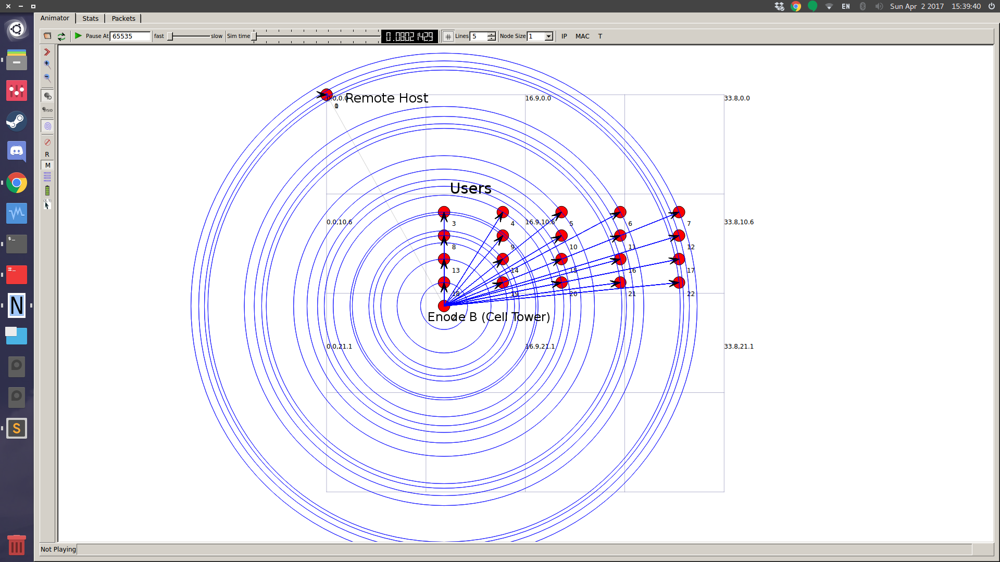 EN
Sun Apr 2 2017 15:39:40
Animator Stats Packets
Pause At 65535 fast slow Sim time 0.08021429 Lines 5 Node Size 1 IP MAC T
ID
SYSID
R
M
(X,Y)
Remote Host
0.0,0.0 16.9,0.0 33.8,0.0
Users
0.0,10.6 3 4 16.9,10.6 5 6 7 33.8,10.6
8 9 10 11 12
13 14 15 16 17
18 19 20 21 22
Enode B (Cell Tower)
2
0.0,21.1 16.9,21.1 33.8,21.1
$_
#_
N
S
Not Playing